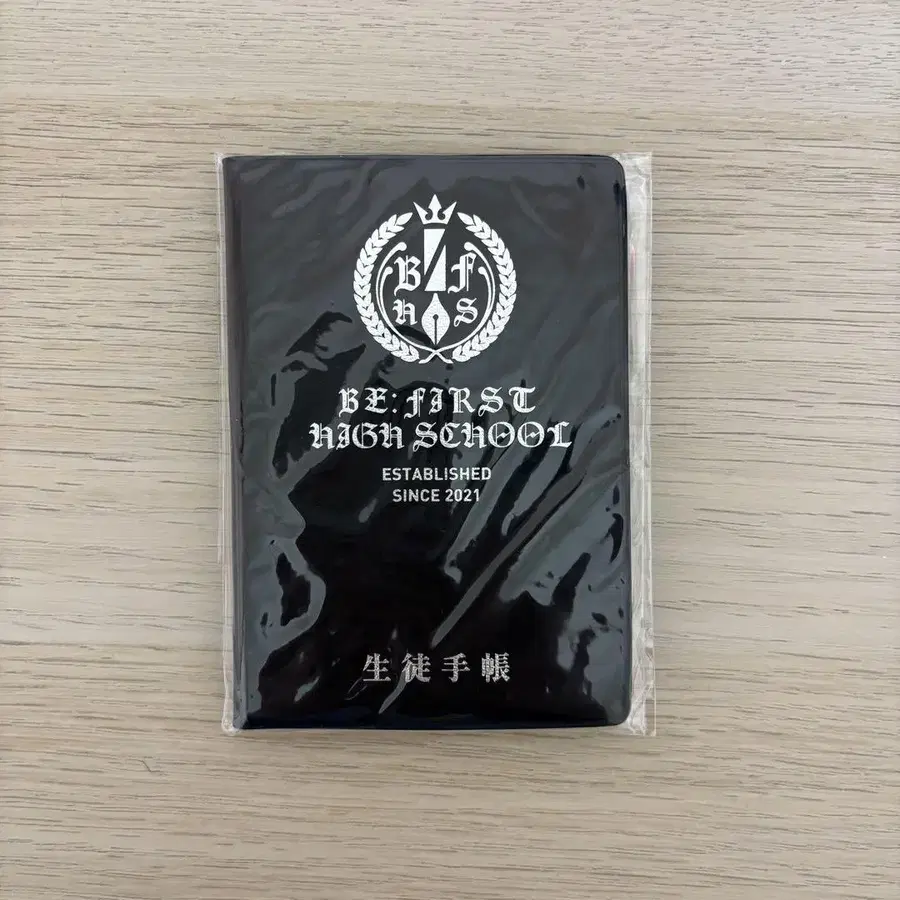 B F
h S
BE:FIRST
HIGH SCHOOL
ESTABLISHED
SINCE 2021
生徒手帳